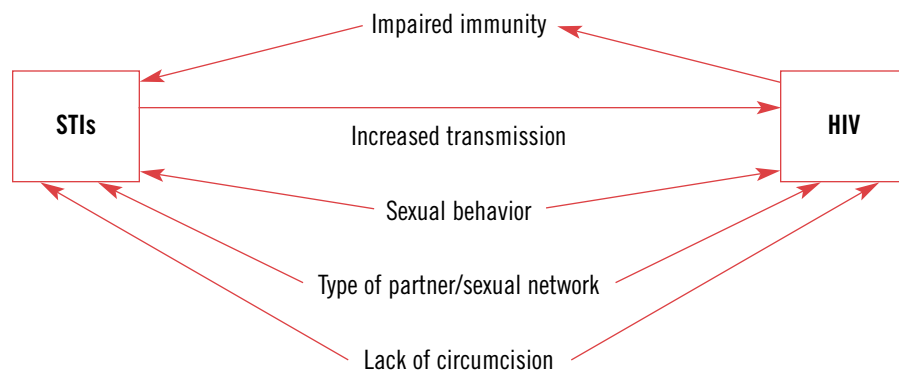 Impaired immunity
STIs
HIV
Increased transmission
Sexual behavior
Type of partner/sexual network
Lack of circumcision